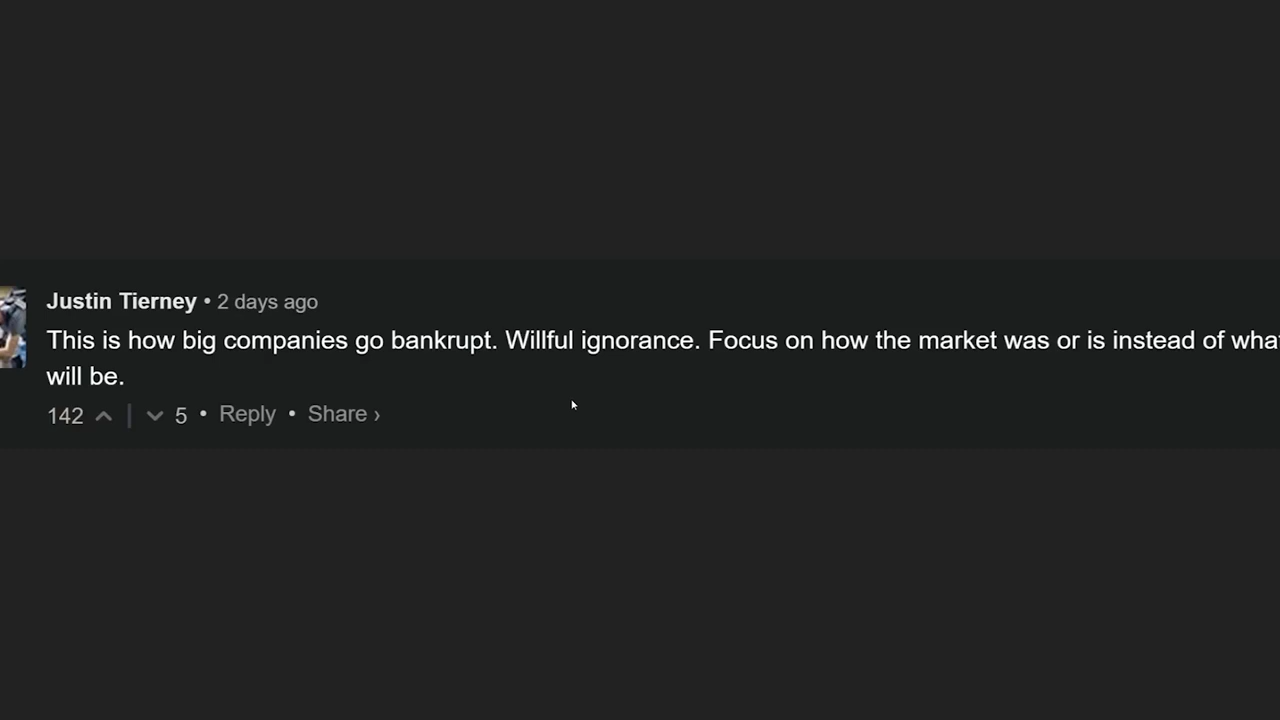 Justin Tierney • 2 days ago
This is how big companies go bankrupt. Willful ignorance. Focus on how the market was or is instead of
will be.
142 | 5 • Reply • Share ›